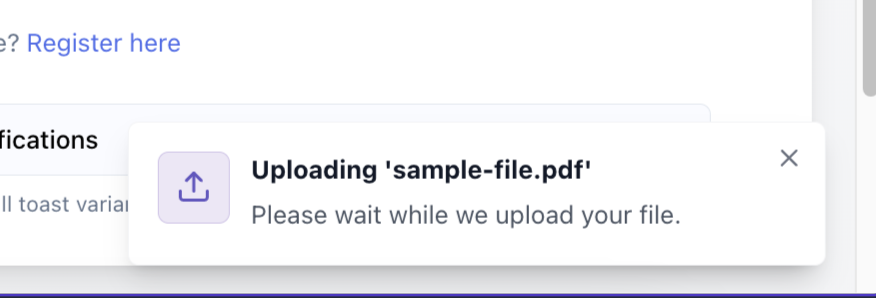 e? Register here
fications
ll toast varia
Uploading 'sample-file.pdf'
Please wait while we upload your file.